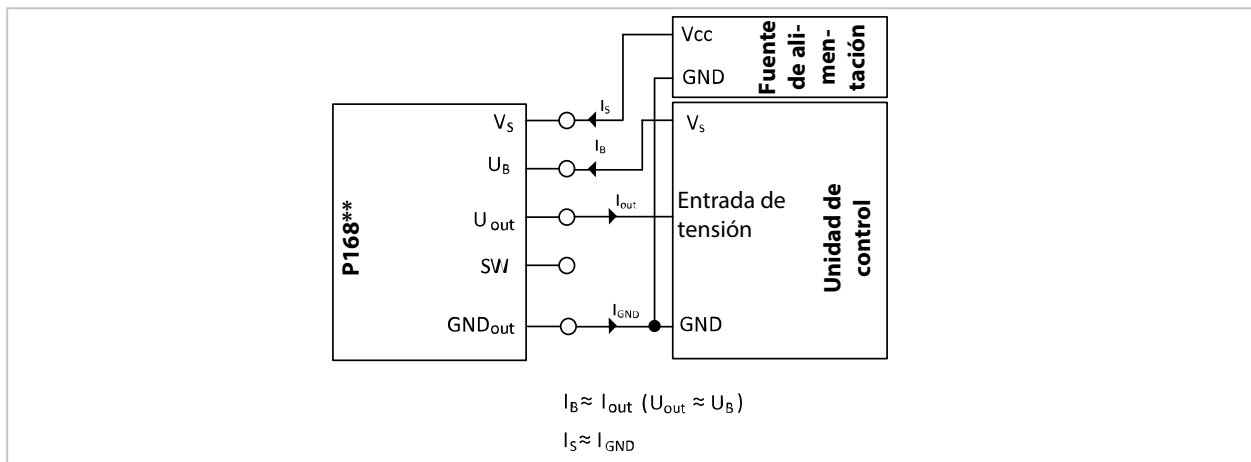 Vcc
GND
Fuente
de ali-
men-
tación
P168**
V_S
U_B
U_out
SW
GND_out
I_S
I_B
I_out
I_GND
V_s
Entrada de
tensión
GND
Unidad de
control
I_B ≈ I_out (U_out ≈ U_B)
I_S ≈ I_GND